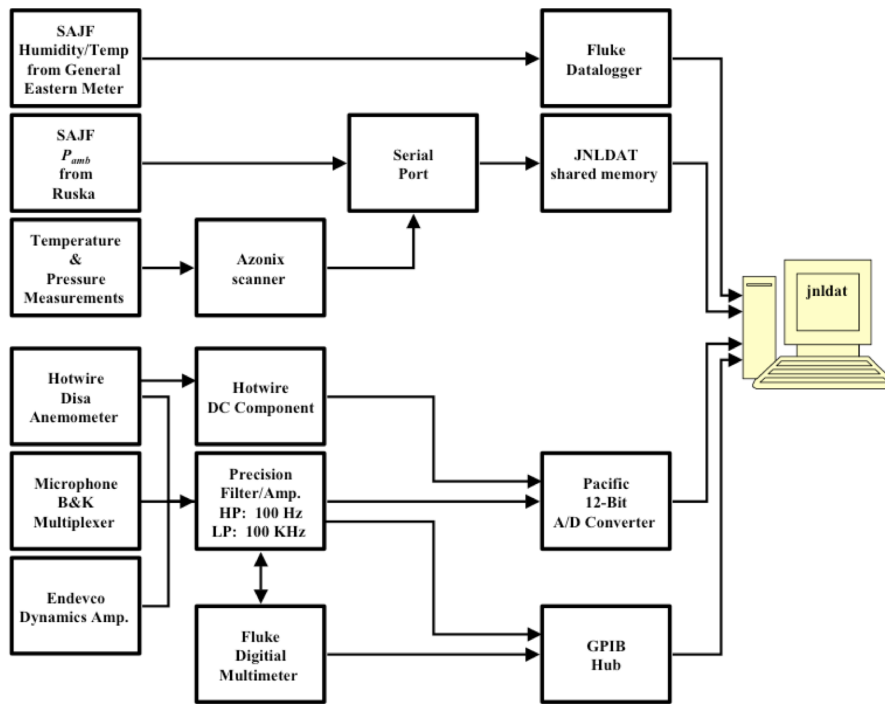 SAJF
Humidity/Temp
from General
Eastern Meter
Fluke
Datalogger
SAJF
Pamb
from
Ruska
Serial
Port
JNLDAT
shared memory
Temperature
&
Pressure
Measurements
Azonix
scanner
jnldat
Hotwire
Disa
Anemometer
Hotwire
DC Component
Microphone
B&K
Multiplexer
Precision
Filter/Amp.
HP: 100 Hz
LP: 100 KHz
Pacific
12-Bit
A/D Converter
Endevco
Dynamics Amp.
Fluke
Digitial
Multimeter
GPIB
Hub